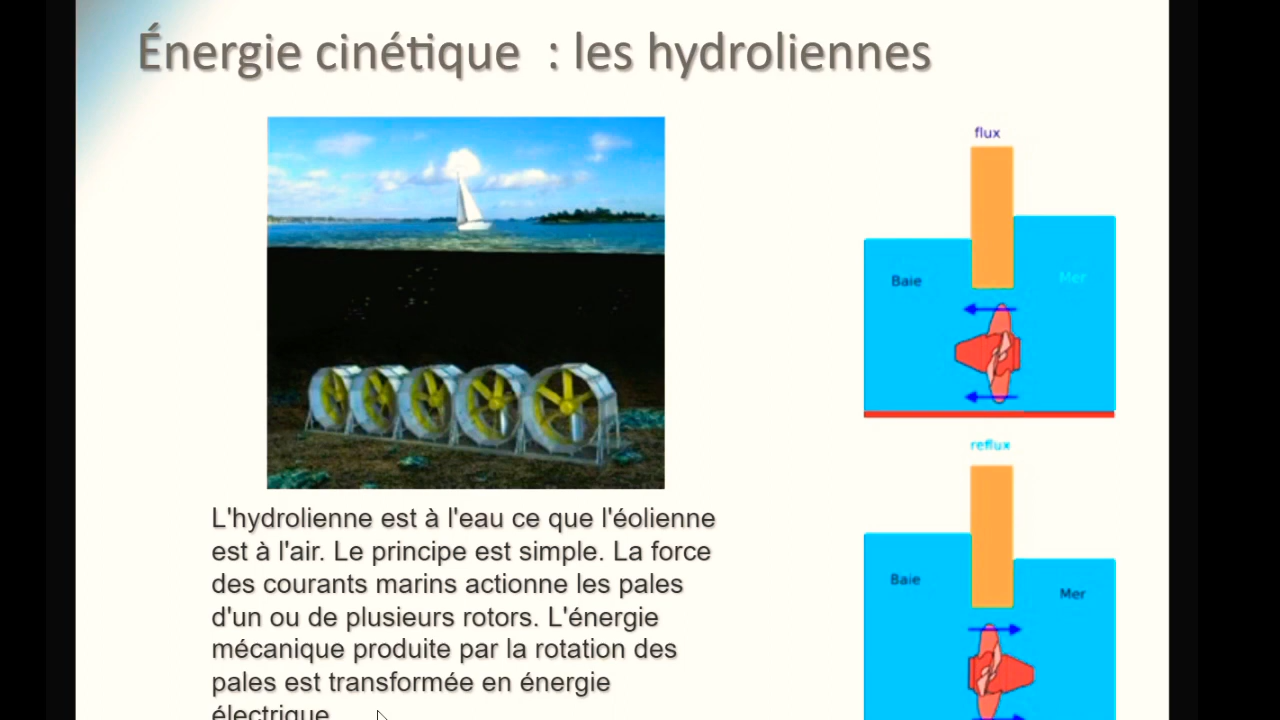 Énergie cinétique : les hydroliennes
flux
Baie
Mer
reflux
Baie
Mer
L'hydrolienne est à l'eau ce que l'éolienne
est à l'air. Le principe est simple. La force
des courants marins actionne les pales
d'un ou de plusieurs rotors. L'énergie
mécanique produite par la rotation des
pales est transformée en énergie
électrique